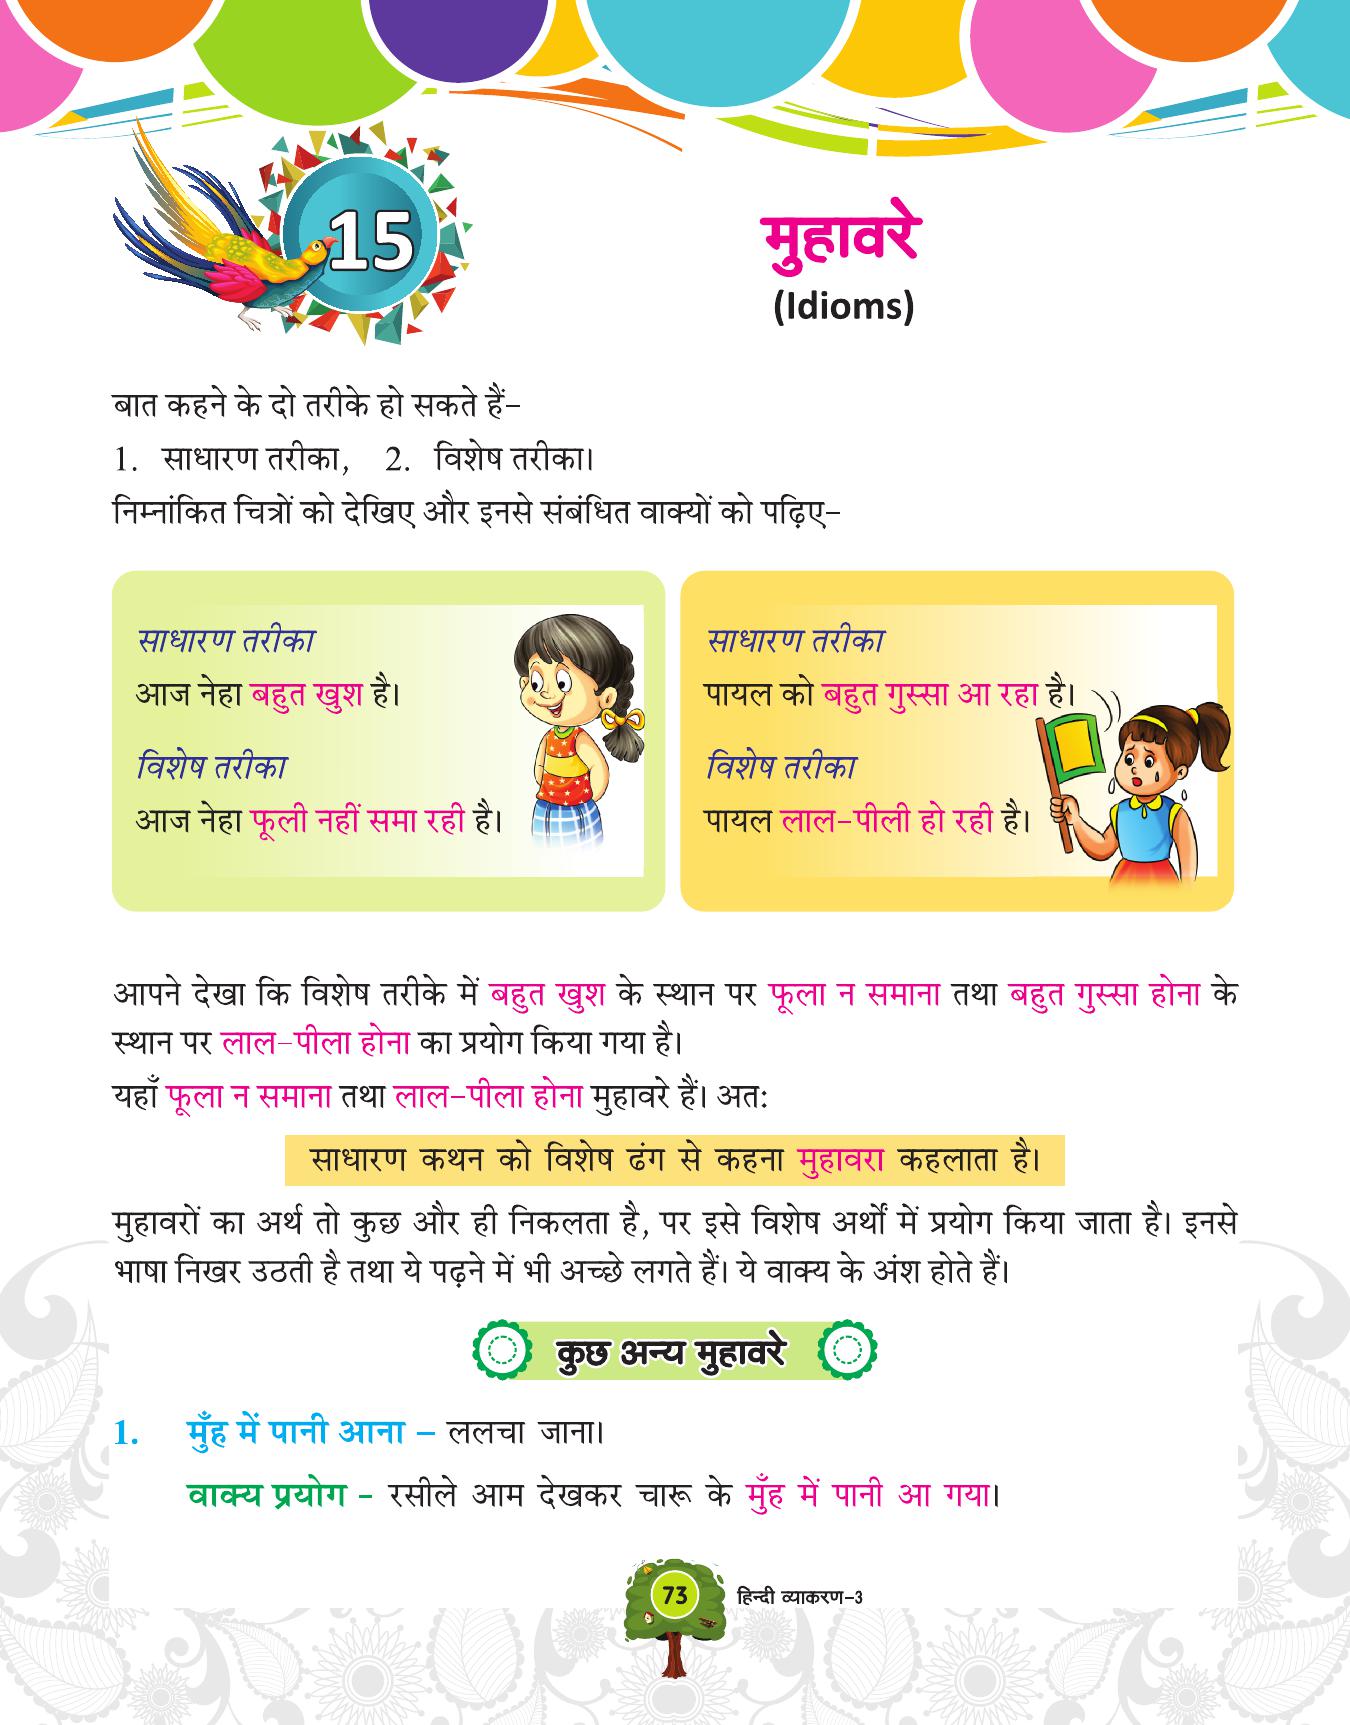 15
मुहावरे
(Idioms)
बात कहने के दो तरीके हो सकते हैं–
1. साधारण तरीका, 2. विशेष तरीका।
निम्नांकित चित्रों को देखिए और इनसे संबंधित वाक्यों को पढ़िए–
साधारण तरीका
आज नेहा बहुत खुश है।
विशेष तरीका
आज नेहा फूली नहीं समा रही है।
साधारण तरीका
पायल को बहुत गुस्सा आ रहा है।
विशेष तरीका
पायल लाल-पीली हो रही है।
आपने देखा कि विशेष तरीके में बहुत खुश के स्थान पर फूला न समाना तथा बहुत गुस्सा होना के
स्थान पर लाल-पीला होना का प्रयोग किया गया है।
यहाँ फूला न समाना तथा लाल-पीला होना मुहावरे हैं। अतः
साधारण कथन को विशेष ढंग से कहना मुहावरा कहलाता है।
मुहावरों का अर्थ तो कुछ और ही निकलता है, पर इसे विशेष अर्थों में प्रयोग किया जाता है। इनसे
भाषा निखर उठती है तथा ये पढ़ने में भी अच्छे लगते हैं। ये वाक्य के अंश होते हैं।
कुछ अन्य मुहावरे
1. मुँह में पानी आना – ललचा जाना।
वाक्य प्रयोग – रसीले आम देखकर चारू के मुँह में पानी आ गया।
73 हिन्दी व्याकरण-3